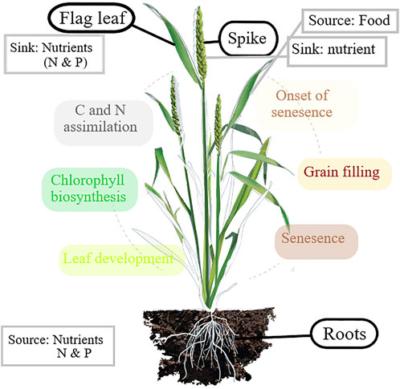 Flag leaf
Spike
Source: Food
Sink: Nutrients
(N & P)
Sink: nutrient
C and N
assimilation
Onset of
senesence
Chlorophyll
biosynthesis
Grain filling
Leaf development
Senesence
Source: Nutrients
N & P
Roots